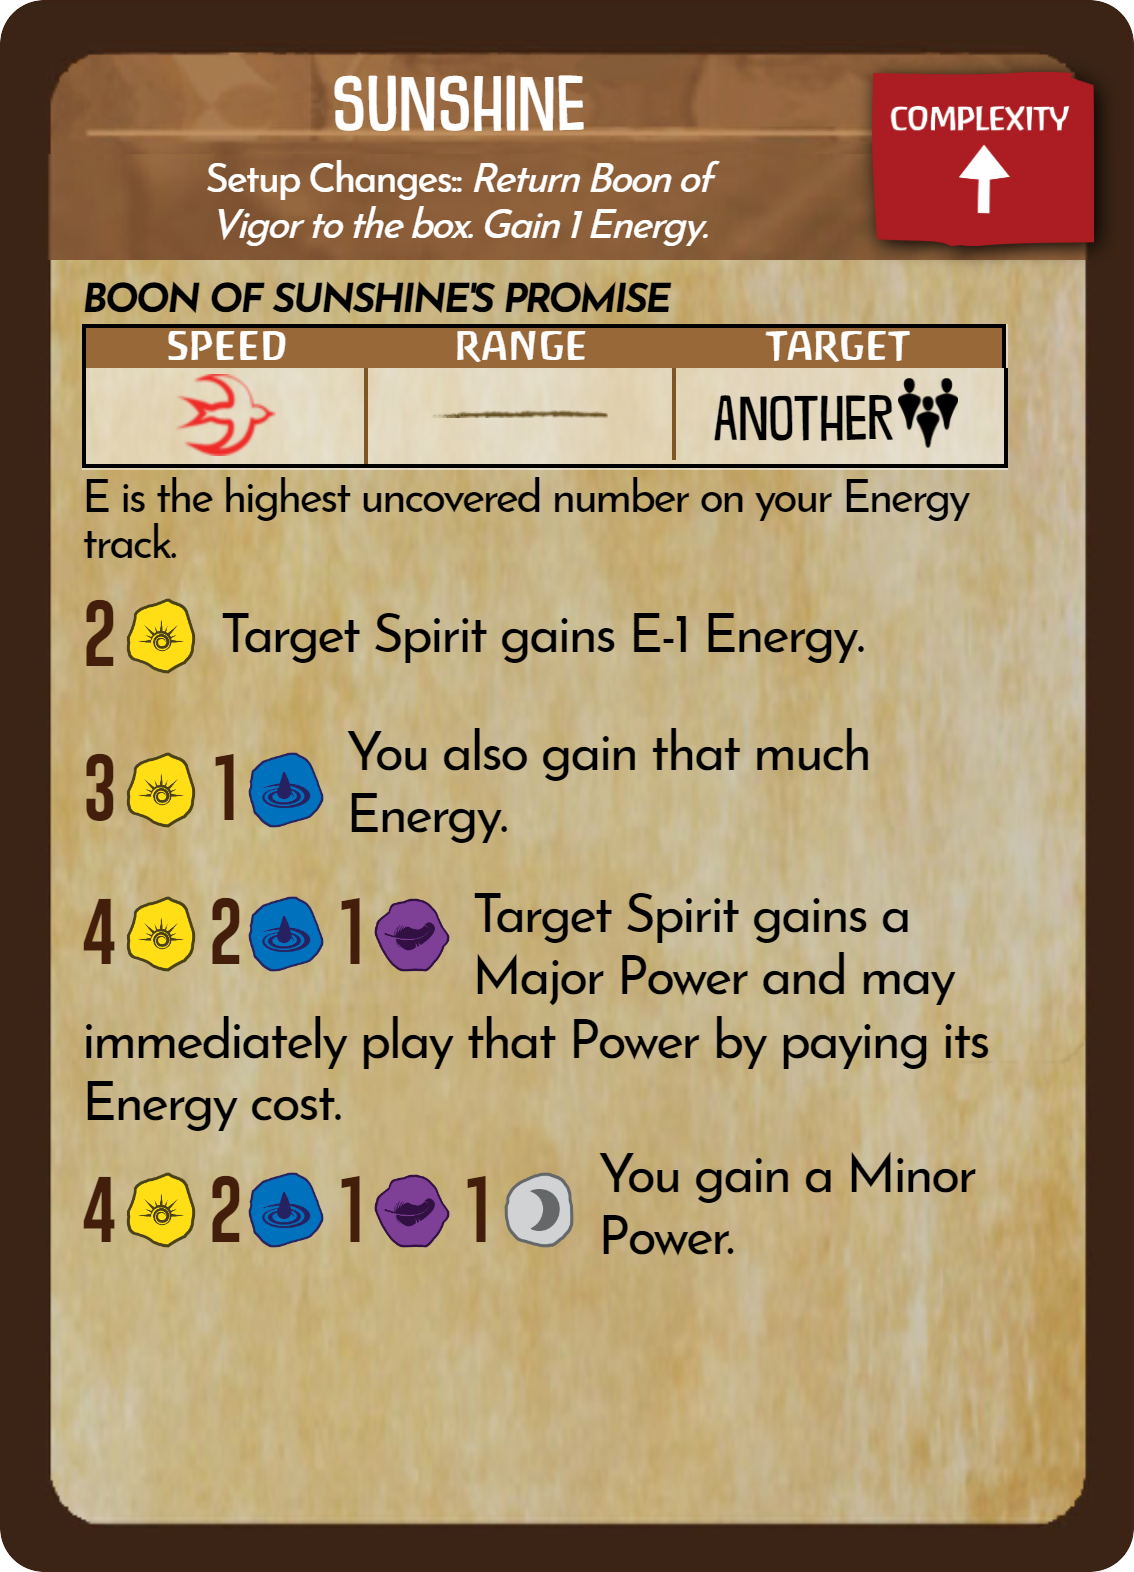 SUNSHINE
COMPLEXITY
Setup Changes:: Return Boon of
Vigor to the box. Gain 1 Energy.
BOON OF SUNSHINE'S PROMISE
SPEED RANGE TARGET
ANOTHER
E is the highest uncovered number on your Energy
track.
2 Target Spirit gains E-1 Energy.
3 1 You also gain that much
Energy.
4 2 1 Target Spirit gains a
Major Power and may
immediately play that Power by paying its
Energy cost.
4 2 1 1 You gain a Minor
Power.